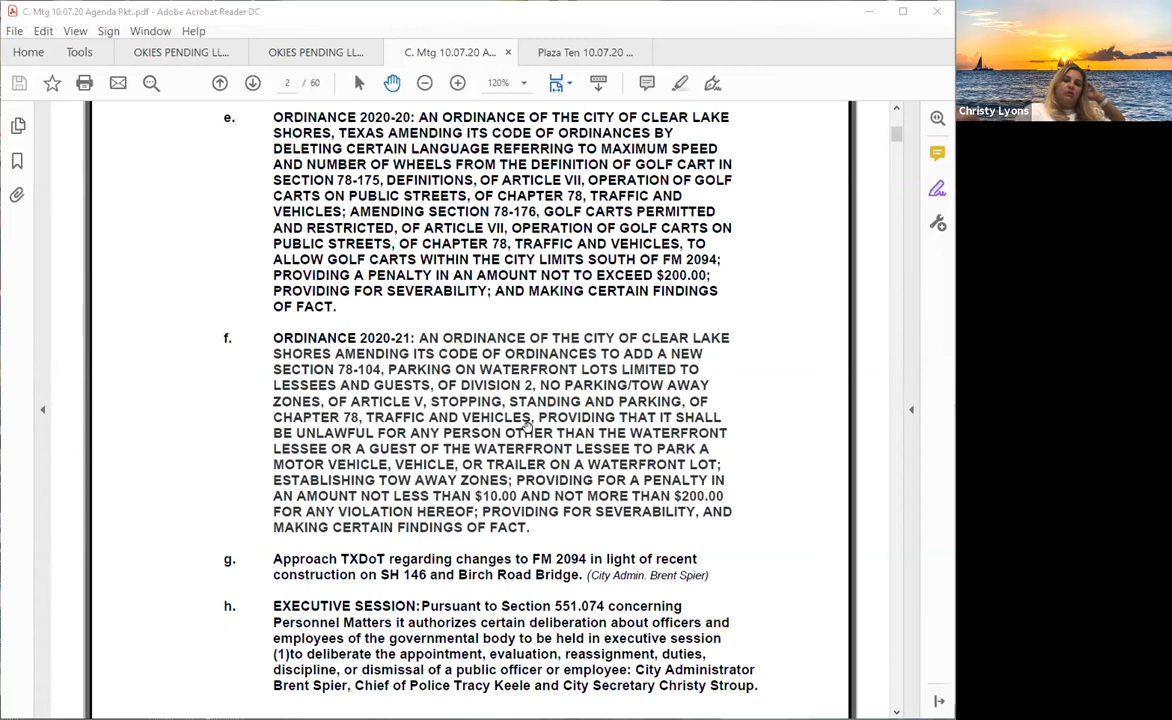 C. Mtg 10.07.20 Agenda Pkt..pdf - Adobe Acrobat Reader DC
File Edit View Sign Window Help
Home Tools OKIES PENDING LL... OKIES PENDING LL... C. Mtg 10.07.20 A... × Plaza Ten 10.07.20 ...
2 / 60 120%
Christy Lyons
e. ORDINANCE 2020-20: AN ORDINANCE OF THE CITY OF CLEAR LAKE
SHORES, TEXAS AMENDING ITS CODE OF ORDINANCES BY
DELETING CERTAIN LANGUAGE REFERRING TO MAXIMUM SPEED
AND NUMBER OF WHEELS FROM THE DEFINITION OF GOLF CART IN
SECTION 78-175, DEFINITIONS, OF ARTICLE VII, OPERATION OF GOLF
CARTS ON PUBLIC STREETS, OF CHAPTER 78, TRAFFIC AND
VEHICLES; AMENDING SECTION 78-176, GOLF CARTS PERMITTED
AND RESTRICTED, OF ARTICLE VII, OPERATION OF GOLF CARTS ON
PUBLIC STREETS, OF CHAPTER 78, TRAFFIC AND VEHICLES, TO
ALLOW GOLF CARTS WITHIN THE CITY LIMITS SOUTH OF FM 2094;
PROVIDING A PENALTY IN AN AMOUNT NOT TO EXCEED $200.00;
PROVIDING FOR SEVERABILITY; AND MAKING CERTAIN FINDINGS
OF FACT.
f. ORDINANCE 2020-21: AN ORDINANCE OF THE CITY OF CLEAR LAKE
SHORES AMENDING ITS CODE OF ORDINANCES TO ADD A NEW
SECTION 78-104, PARKING ON WATERFRONT LOTS LIMITED TO
LESSEES AND GUESTS, OF DIVISION 2, NO PARKING/TOW AWAY
ZONES, OF ARTICLE V, STOPPING, STANDING AND PARKING, OF
CHAPTER 78, TRAFFIC AND VEHICLES, PROVIDING THAT IT SHALL
BE UNLAWFUL FOR ANY PERSON OTHER THAN THE WATERFRONT
LESSEE OR A GUEST OF THE WATERFRONT LESSEE TO PARK A
MOTOR VEHICLE, VEHICLE, OR TRAILER ON A WATERFRONT LOT;
ESTABLISHING TOW AWAY ZONES; PROVIDING FOR A PENALTY IN
AN AMOUNT NOT LESS THAN $10.00 AND NOT MORE THAN $200.00
FOR ANY VIOLATION HEREOF; PROVIDING FOR SEVERABILITY, AND
MAKING CERTAIN FINDINGS OF FACT.
g. Approach TXDoT regarding changes to FM 2094 in light of recent
construction on SH 146 and Birch Road Bridge. (City Admin. Brent Spier)
h. EXECUTIVE SESSION: Pursuant to Section 551.074 concerning
Personnel Matters it authorizes certain deliberation about officers and
employees of the governmental body to be held in executive session
(1)to deliberate the appointment, evaluation, reassignment, duties,
discipline, or dismissal of a public officer or employee: City Administrator
Brent Spier, Chief of Police Tracy Keele and City Secretary Christy Stroup.